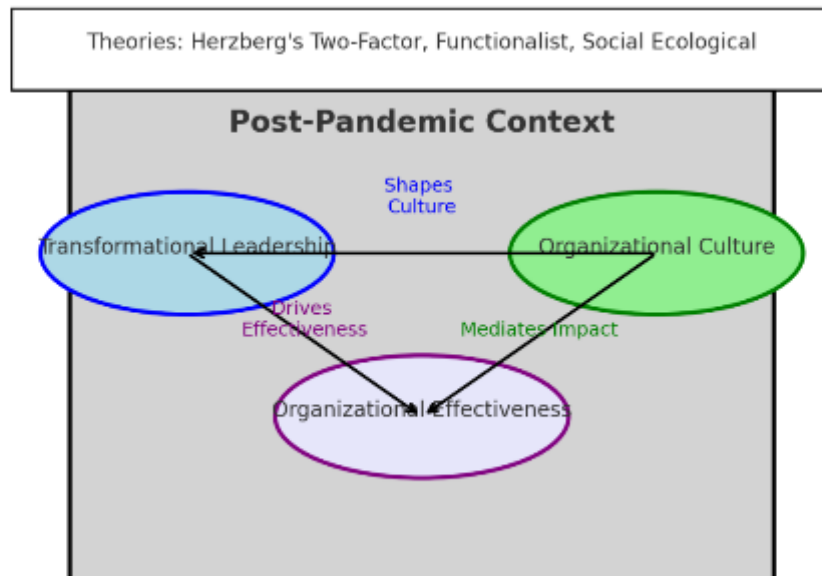 Theories: Herzberg's Two-Factor, Functionalist, Social Ecological
Post-Pandemic Context
Shapes
Culture
Transformational Leadership
Organizational Culture
Drives
Effectiveness
Mediates Impact
Organizational Effectiveness